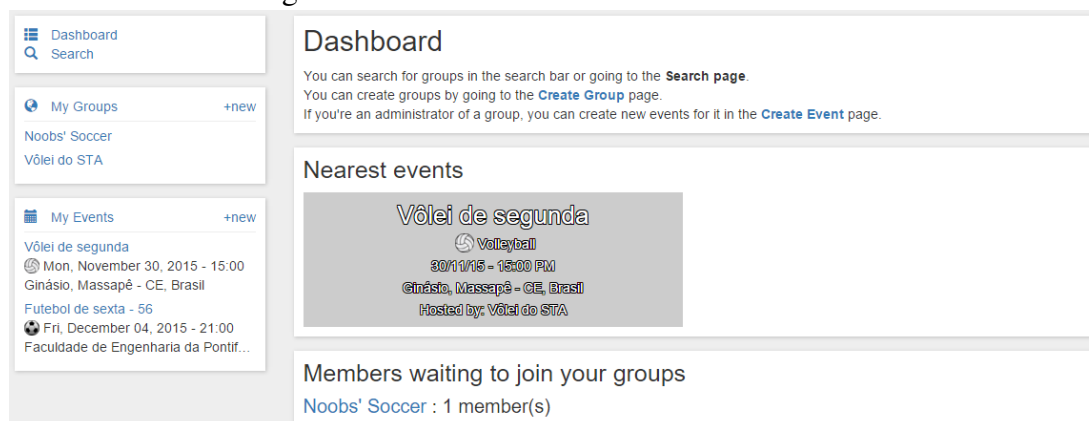 Dashboard
Search
My Groups +new
Noobs' Soccer
Vôlei do STA
My Events +new
Vôlei de segunda
Mon, November 30, 2015 - 15:00
Ginásio, Massapê - CE, Brasil
Futebol de sexta - 56
Fri, December 04, 2015 - 21:00
Faculdade de Engenharia da Pontif...
Dashboard
You can search for groups in the search bar or going to the Search page.
You can create groups by going to the Create Group page.
If you're an administrator of a group, you can create new events for it in the Create Event page.
Nearest events
Vôlei de segunda
Volleyball
30/11/15 - 15:00 PM
Ginásio, Massapê - CE, Brasil
Hosted by: Vôlei do STA
Members waiting to join your groups
Noobs' Soccer : 1 member(s)